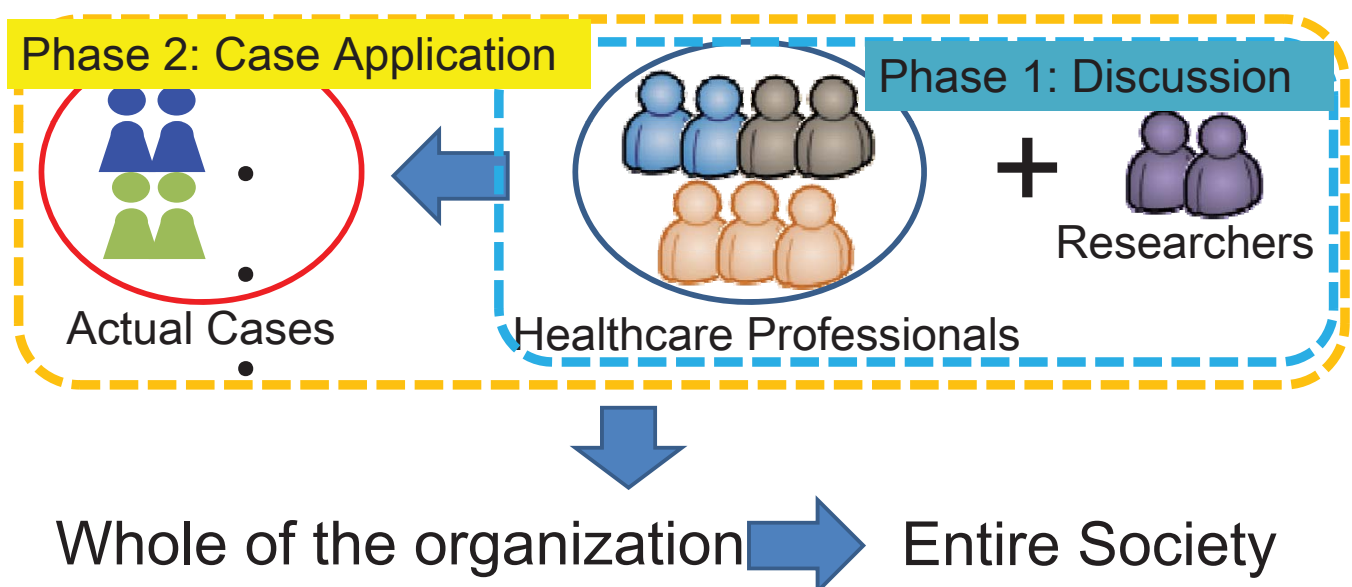 Phase 2: Case Application
Phase 1: Discussion
+
Researchers
Actual Cases
Healthcare Professionals
Whole of the organization
Entire Society